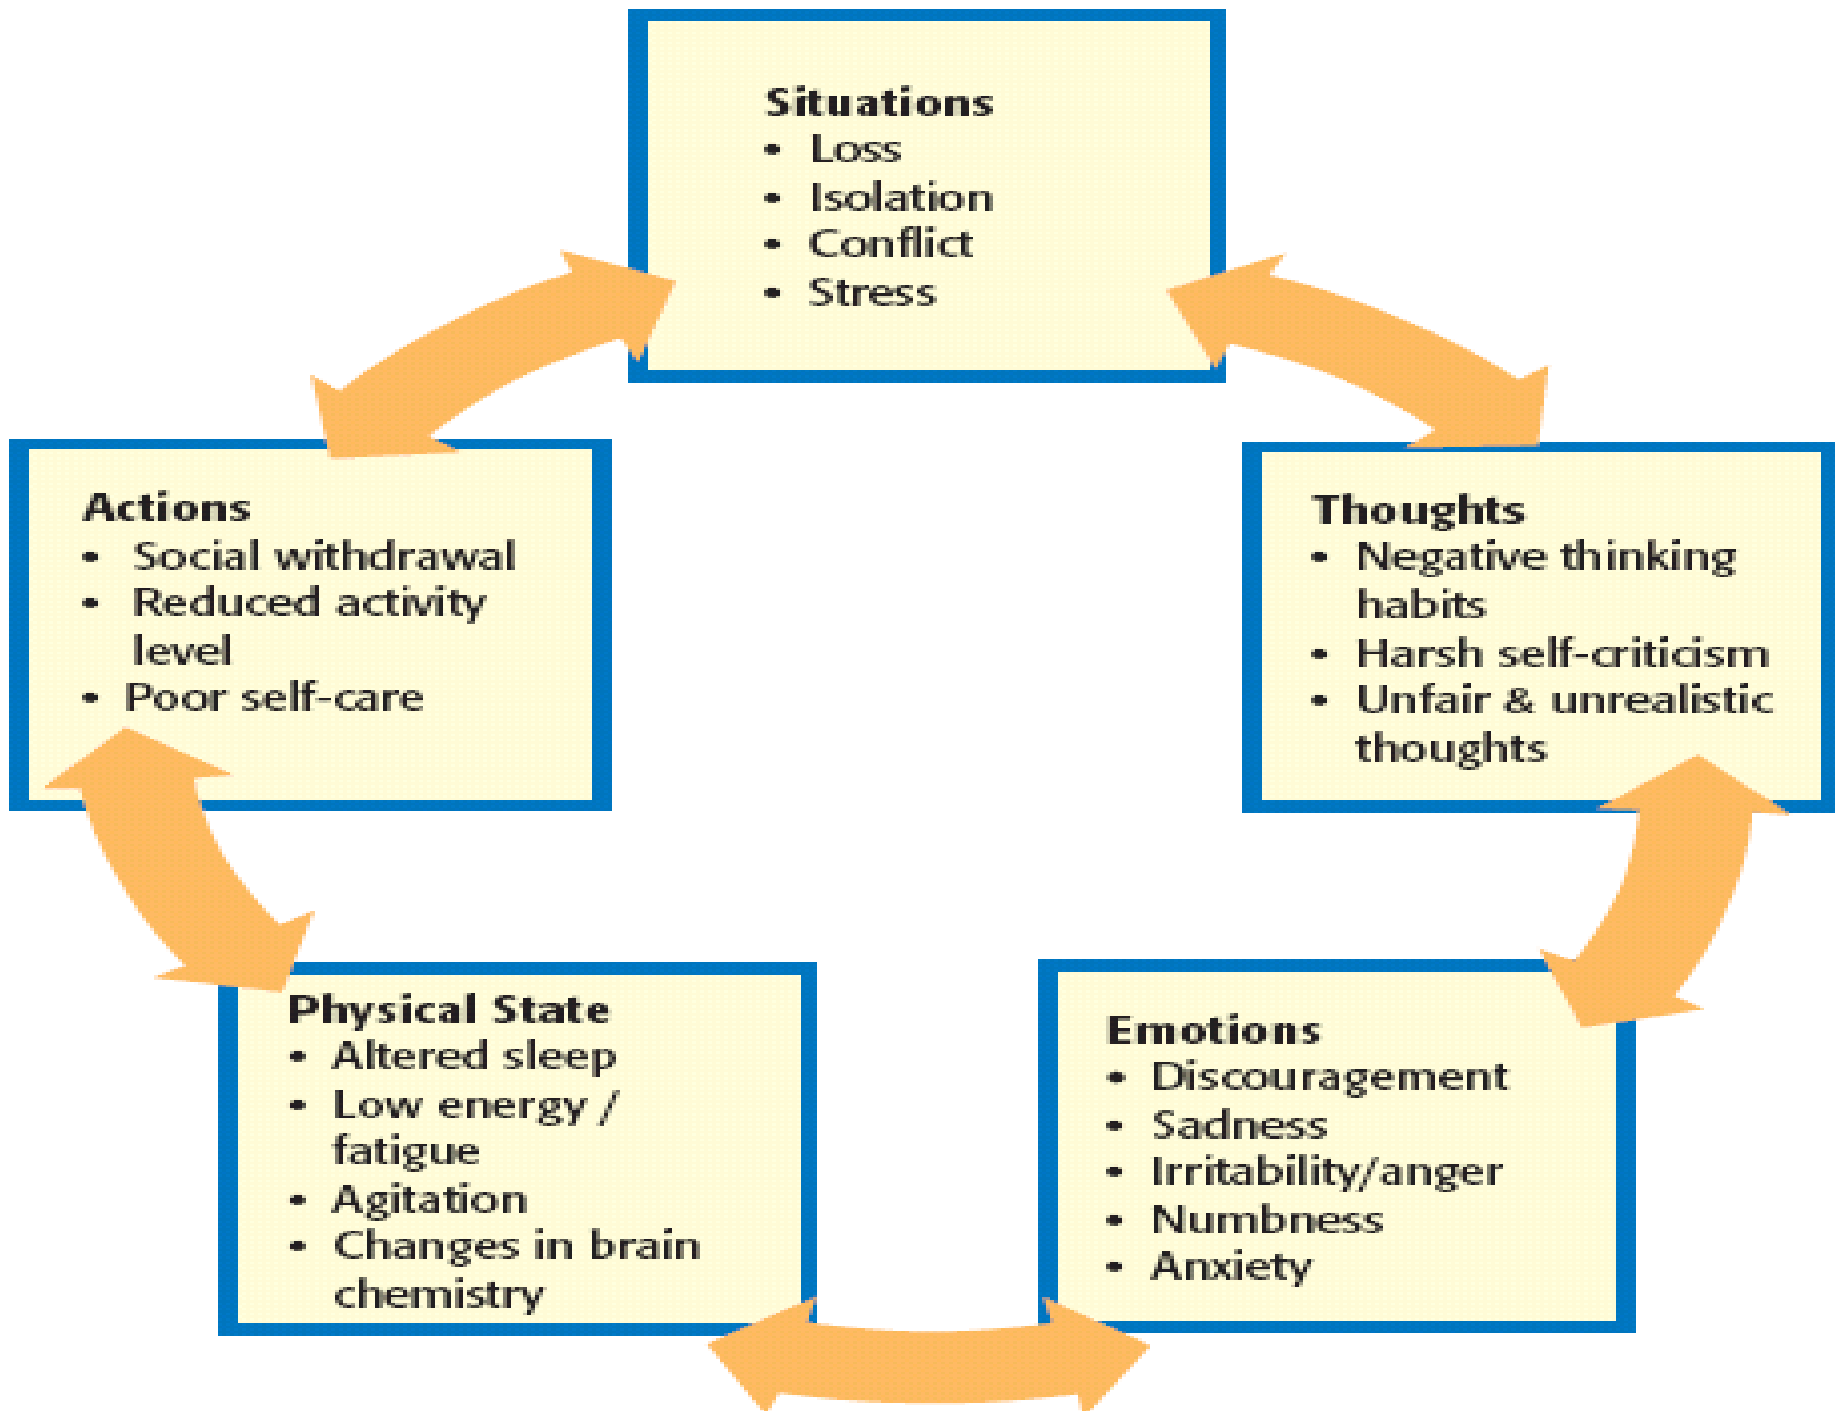 Situations
• Loss
• Isolation
• Conflict
• Stress
Actions
• Social withdrawal
• Reduced activity
level
• Poor self-care
Thoughts
• Negative thinking
habits
• Harsh self-criticism
• Unfair & unrealistic
thoughts
Physical State
• Altered sleep
• Low energy /
fatigue
• Agitation
• Changes in brain
chemistry
Emotions
• Discouragement
• Sadness
• Irritability/anger
• Numbness
• Anxiety